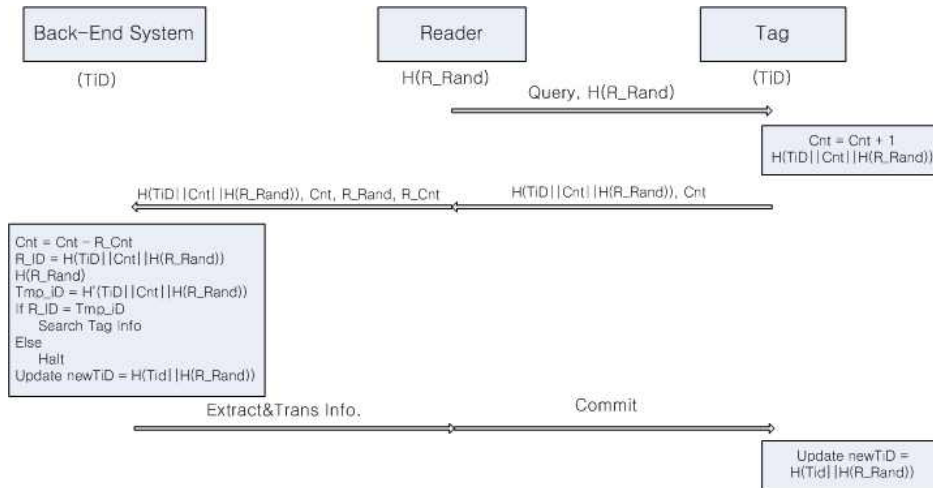 Back-End System
Reader
Tag
(TiD)
H(R_Rand)
(TiD)
Query, H(R_Rand)
Cnt = Cnt + 1
H(TiD||Cnt||H(R_Rand))
H(TiD||Cnt||H(R_Rand)), Cnt, R_Rand, R_Cnt
H(TiD||Cnt||H(R_Rand)), Cnt
Cnt = Cnt - R_Cnt
R_ID = H(TiD||Cnt||H(R_Rand))
H(R_Rand)
Tmp_iD = H'(TiD||Cnt||H(R_Rand))
If R_ID = Tmp_iD
Search Tag Info
Else
Halt
Update newTiD = H(Tid||H(R_Rand))
Extract&Trans Info.
Commit
Update newTiD =
H(Tid||H(R_Rand))